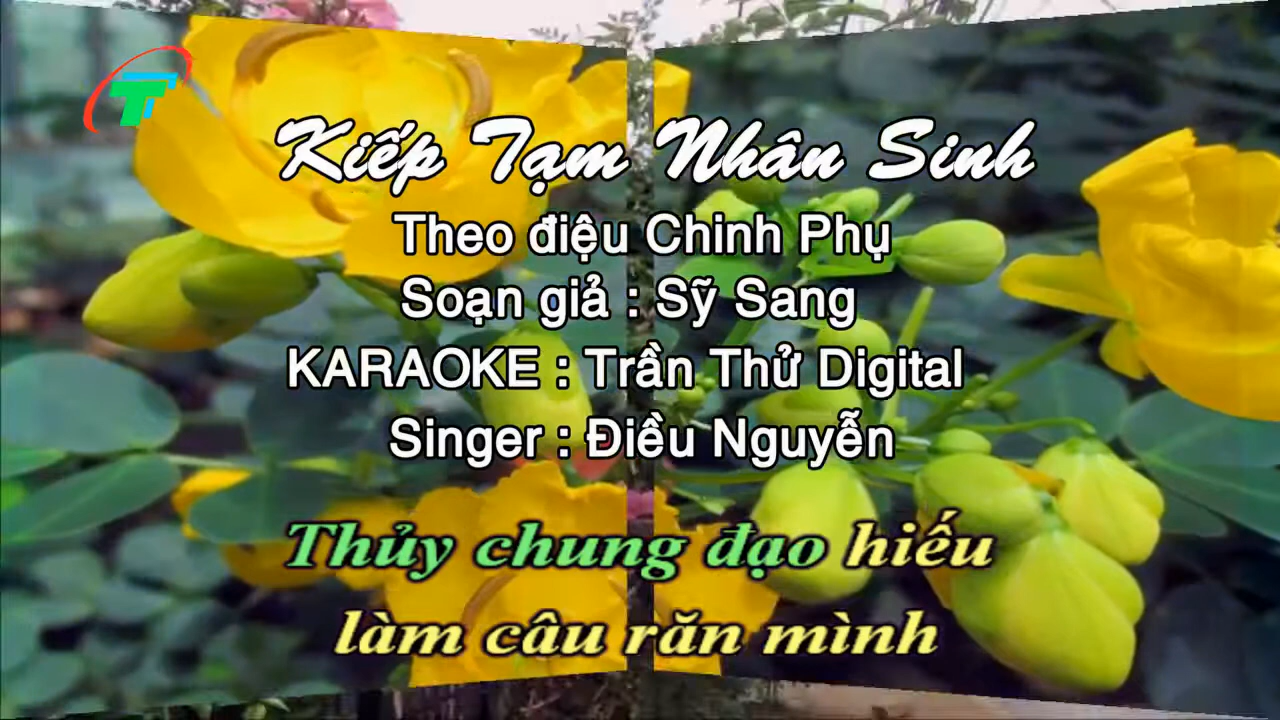 Kiếp Tạm Nhân Sinh
Theo điệu Chinh Phụ
Soạn giả : Sỹ Sang
KARAOKE : Trần Thử Digital
Singer : Điều Nguyễn
Thủy chung đạo hiếu
làm câu răn mình